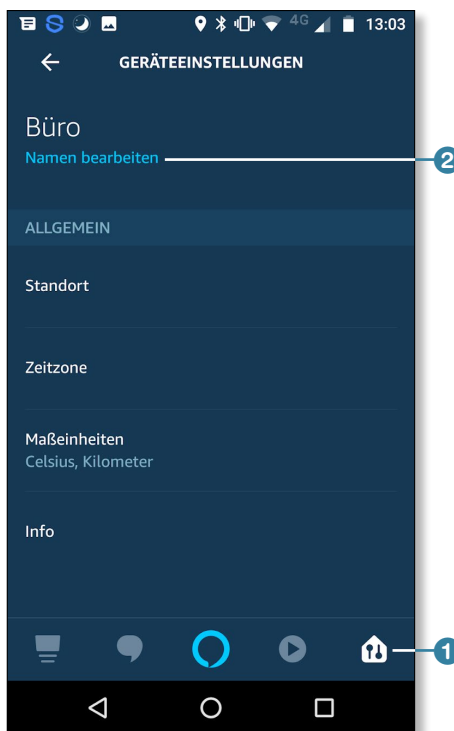 4G 13:03
GERÄTEEINSTELLUNGEN
Büro
Namen bearbeiten
2
ALLGEMEIN
Standort
Zeitzone
Maßeinheiten
Celsius, Kilometer
Info
1